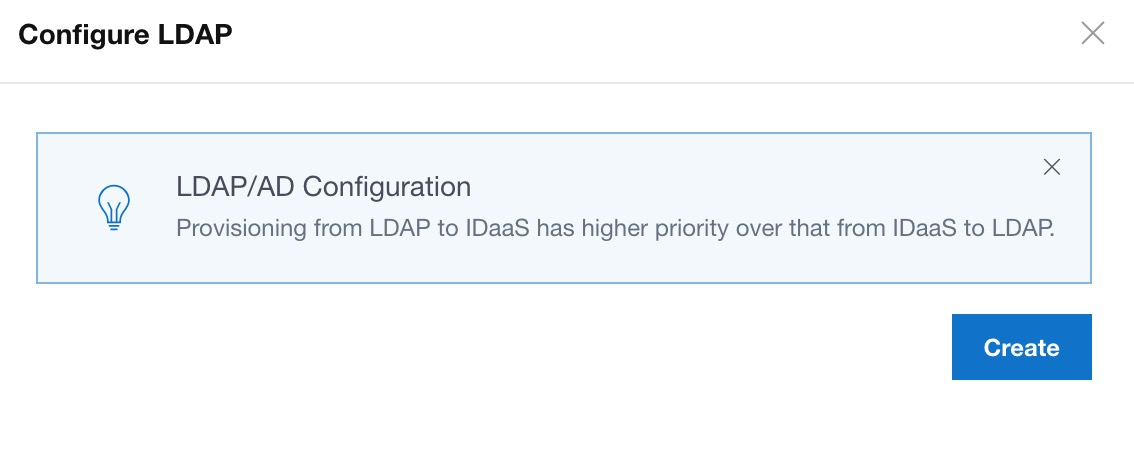 Configure LDAP
LDAP/AD Configuration
Provisioning from LDAP to IDaaS has higher priority over that from IDaaS to LDAP.
Create